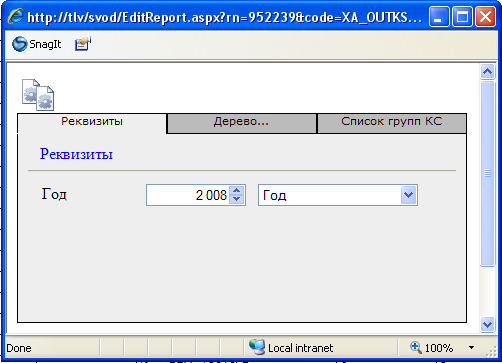 http://tlv/svod/EditReport.aspx?rn=952239&code=XA_OUTKS...
SnagIt
Реквизиты Дерево... Список групп КС
Реквизиты
Год 2 008 Год
Done Local intranet 100%